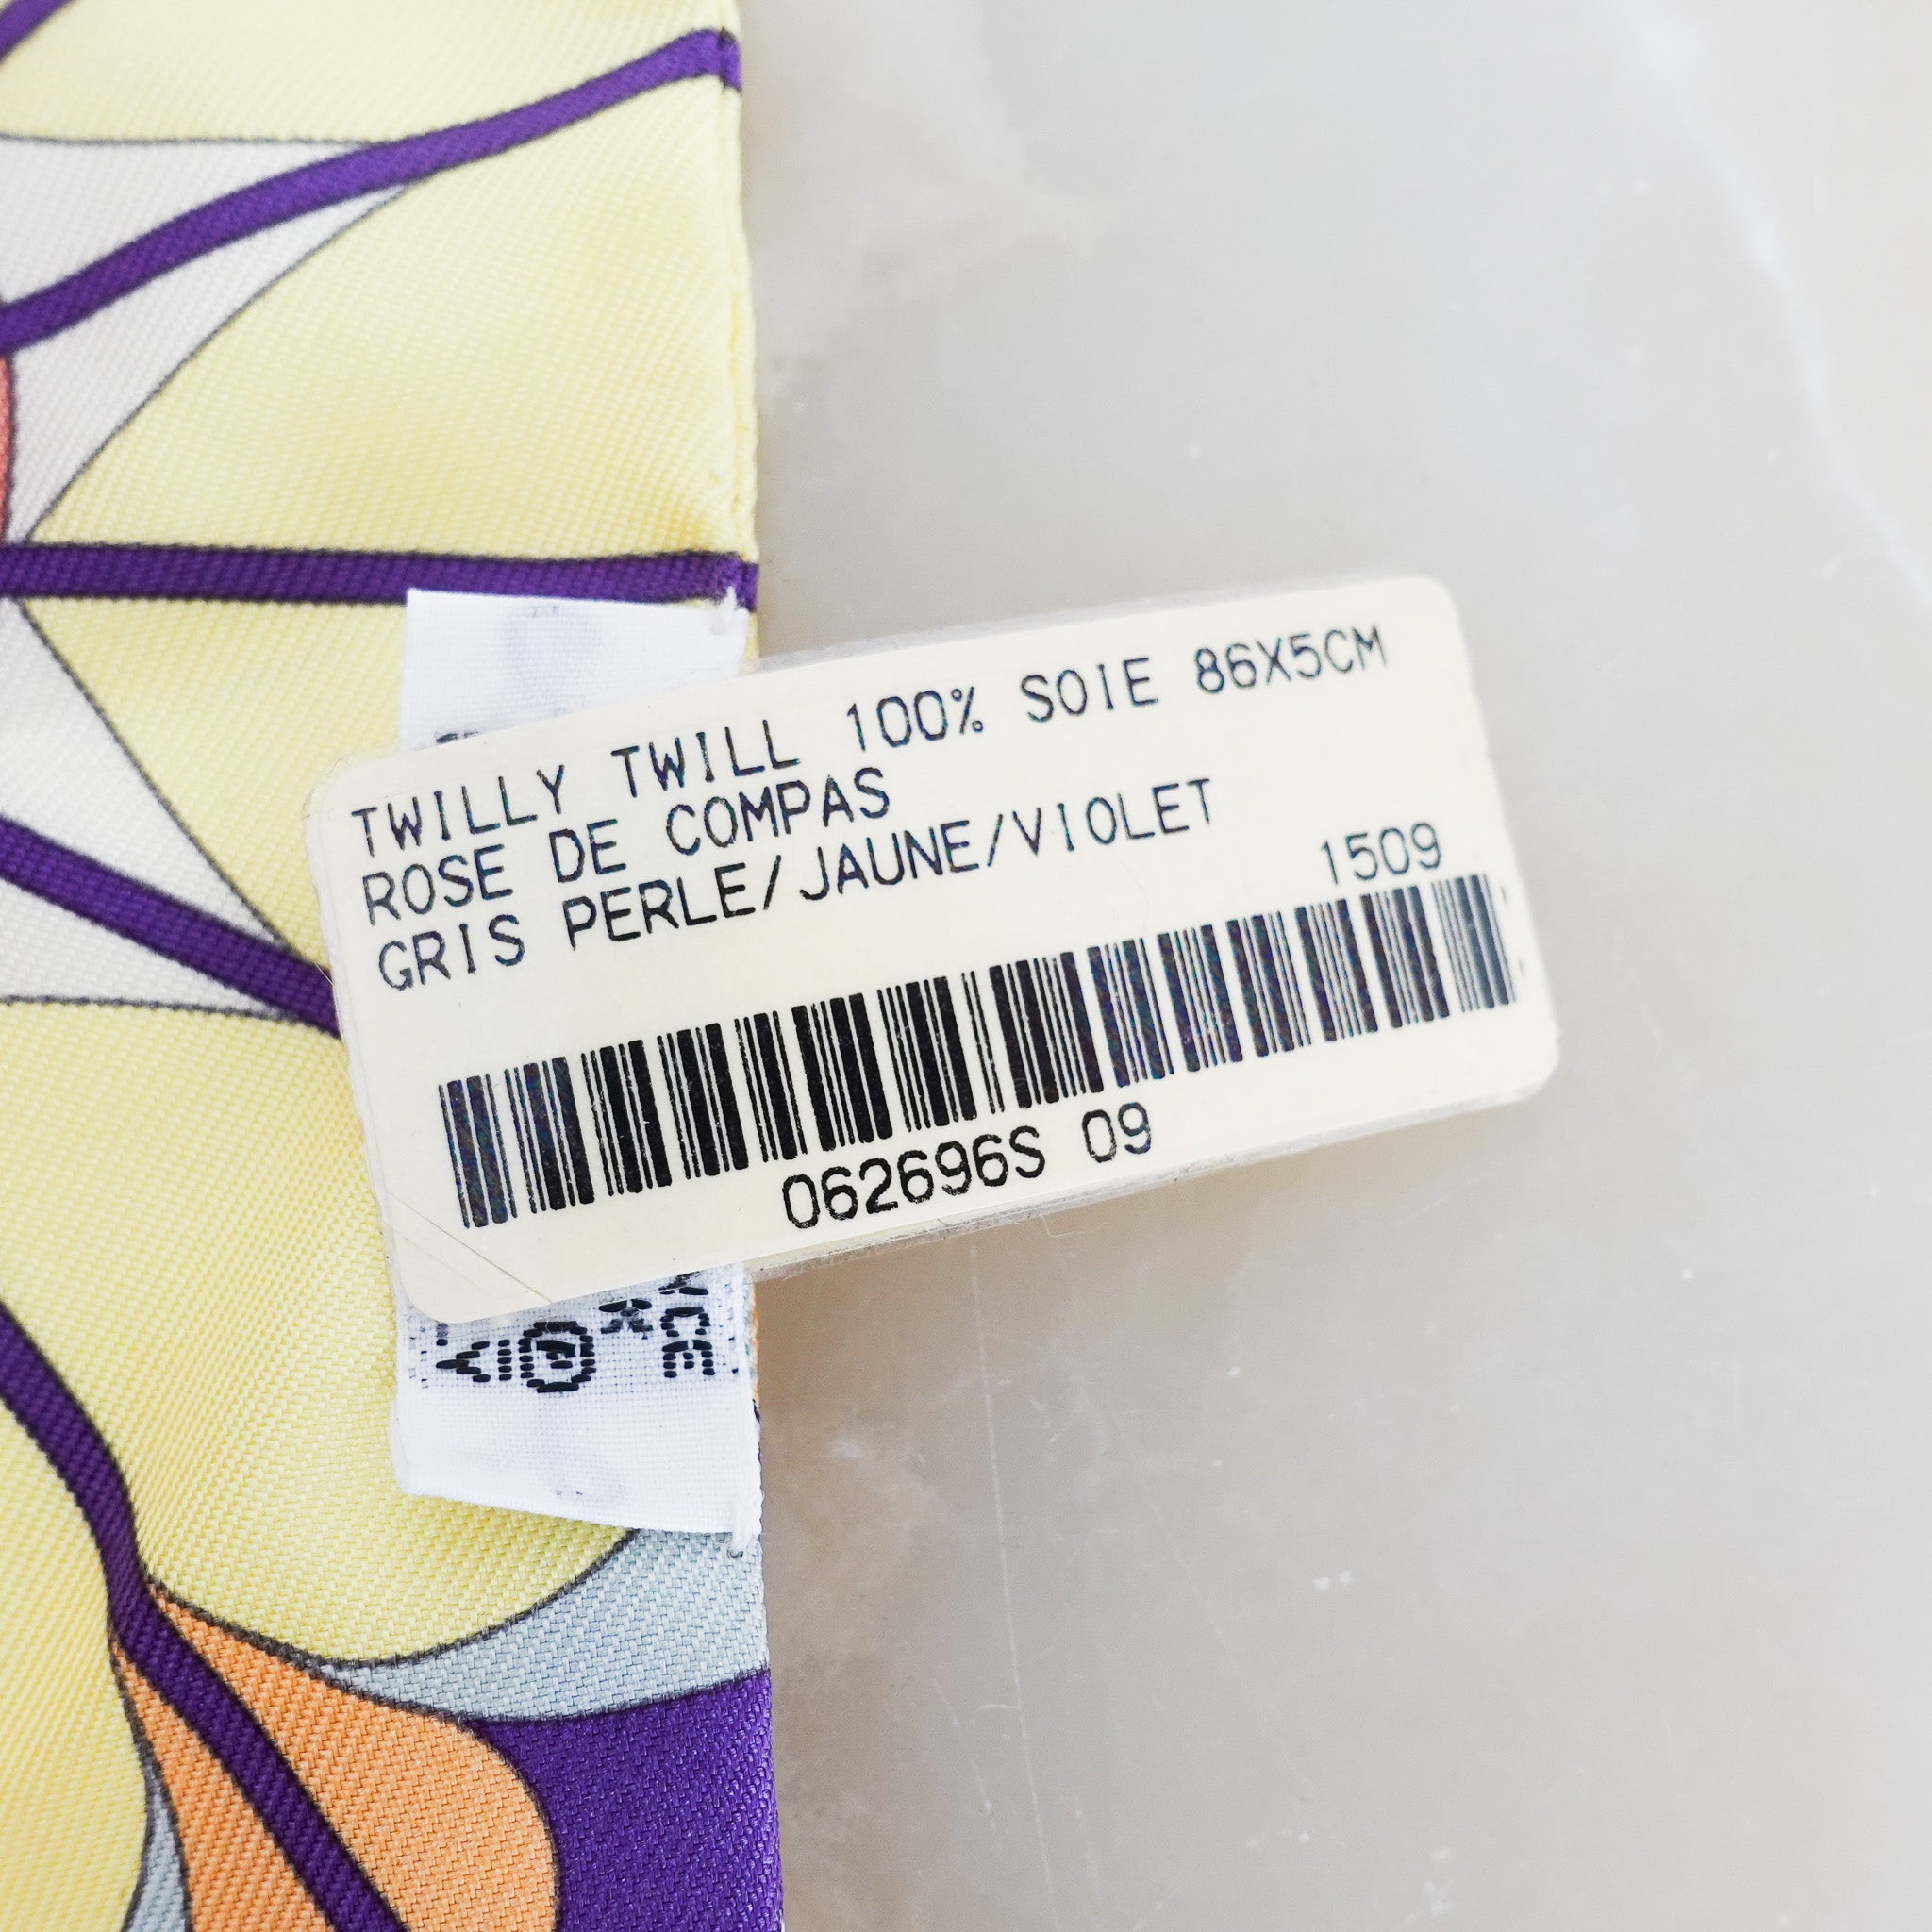 TWILLY TWILL 100% SOIE 86X5CM
ROSE DE COMPAS
GRIS PERLE/JAUNE/VIOLET
1509
062696S 09